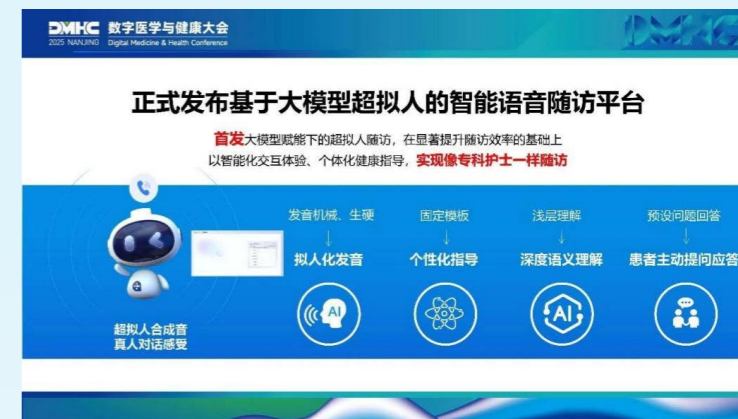 DMHC 数字医学与健康大会
2025 NANJING Digital Medicine & Health Conference
DMHC
正式发布基于大模型超拟人的智能语音随访平台
首发大模型赋能下的超拟人随访，在显著提升随访效率的基础上
以智能化交互体验、个体化健康指导，实现像专科护士一样随访
发音机械、生硬 固定模板 浅层理解 预设问题回答
拟人化发音 个性化指导 深度语义理解 患者主动提问应答
AI
AI
超拟人合成音
真人对话感受